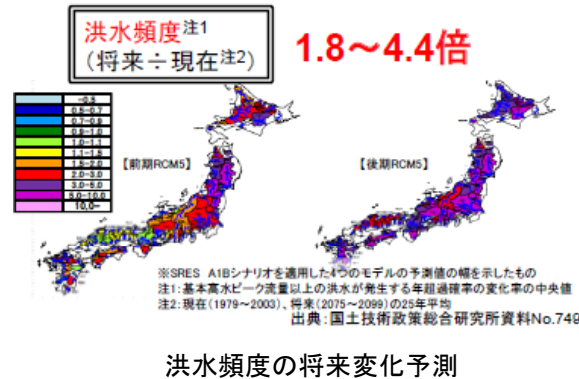 洪水頻度注1
(将来÷現在注2)
1.8～4.4倍
-0.5
0.5-0.7
0.7-0.9
0.9-1.0
1.0-1.1
1.1-1.5
1.5-2.0
2.0-3.0
3.0-5.0
5.0-10.0
10.0-
【前期RCM5】
【後期RCM5】
※SRES A1Bシナリオを適用した4つのモデルの予測値の幅を示したもの
注1:基本高水ピーク流量以上の洪水が発生する年超過確率の変化率の中央値
注2:現在(1979～2003)、将来(2075～2099)の25年平均
出典:国土技術政策総合研究所資料No.749
洪水頻度の将来変化予測